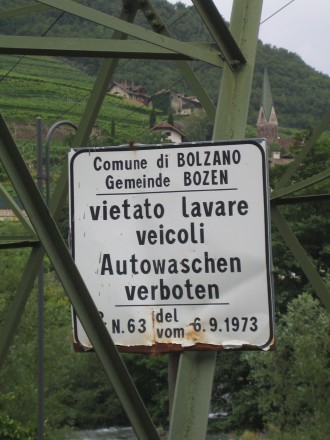 Comune di BOLZANO
Gemeinde BOZEN
vietato lavare
veicoli
Autowaschen
verboten
N.63 del 6.9.1973
vom